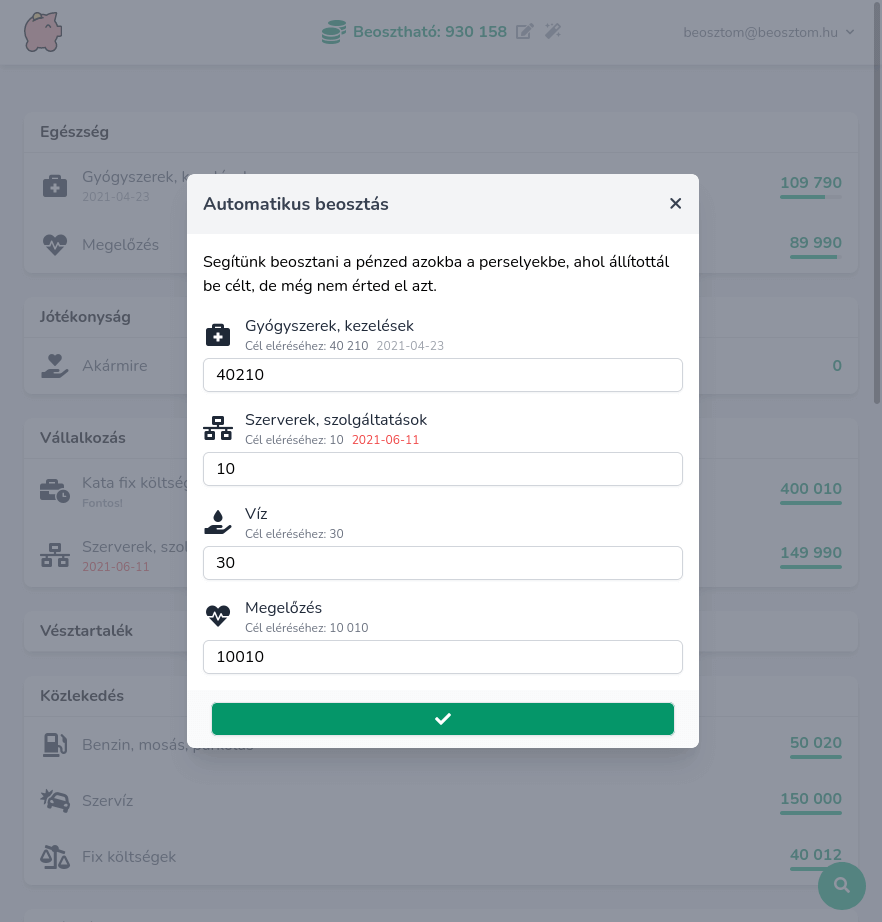 Beosztható: 930 158
beosztom@beosztom.hu
Egészség
Gyógyszerek,
2021-04-23
109 790
Megelőzés
89 990
Jótékonyság
Akármire
0
Vállalkozás
Kata fix költség
Fontos!
400 010
Szerverek, szol
2021-06-11
149 990
Vésztartalék
Közlekedés
Benzin, mosás, parkolás
50 020
Szervíz
150 000
Fix költségek
40 012
Automatikus beosztás
Segítünk beosztani a pénzed azokba a perselyekbe, ahol állítottál
be célt, de még nem érted el azt.
Gyógyszerek, kezelések
Cél eléréséhez: 40 210 2021-04-23
40210
Szerverek, szolgáltatások
Cél eléréséhez: 10 2021-06-11
10
Víz
Cél eléréséhez: 30
30
Megelőzés
Cél eléréséhez: 10 010
10010